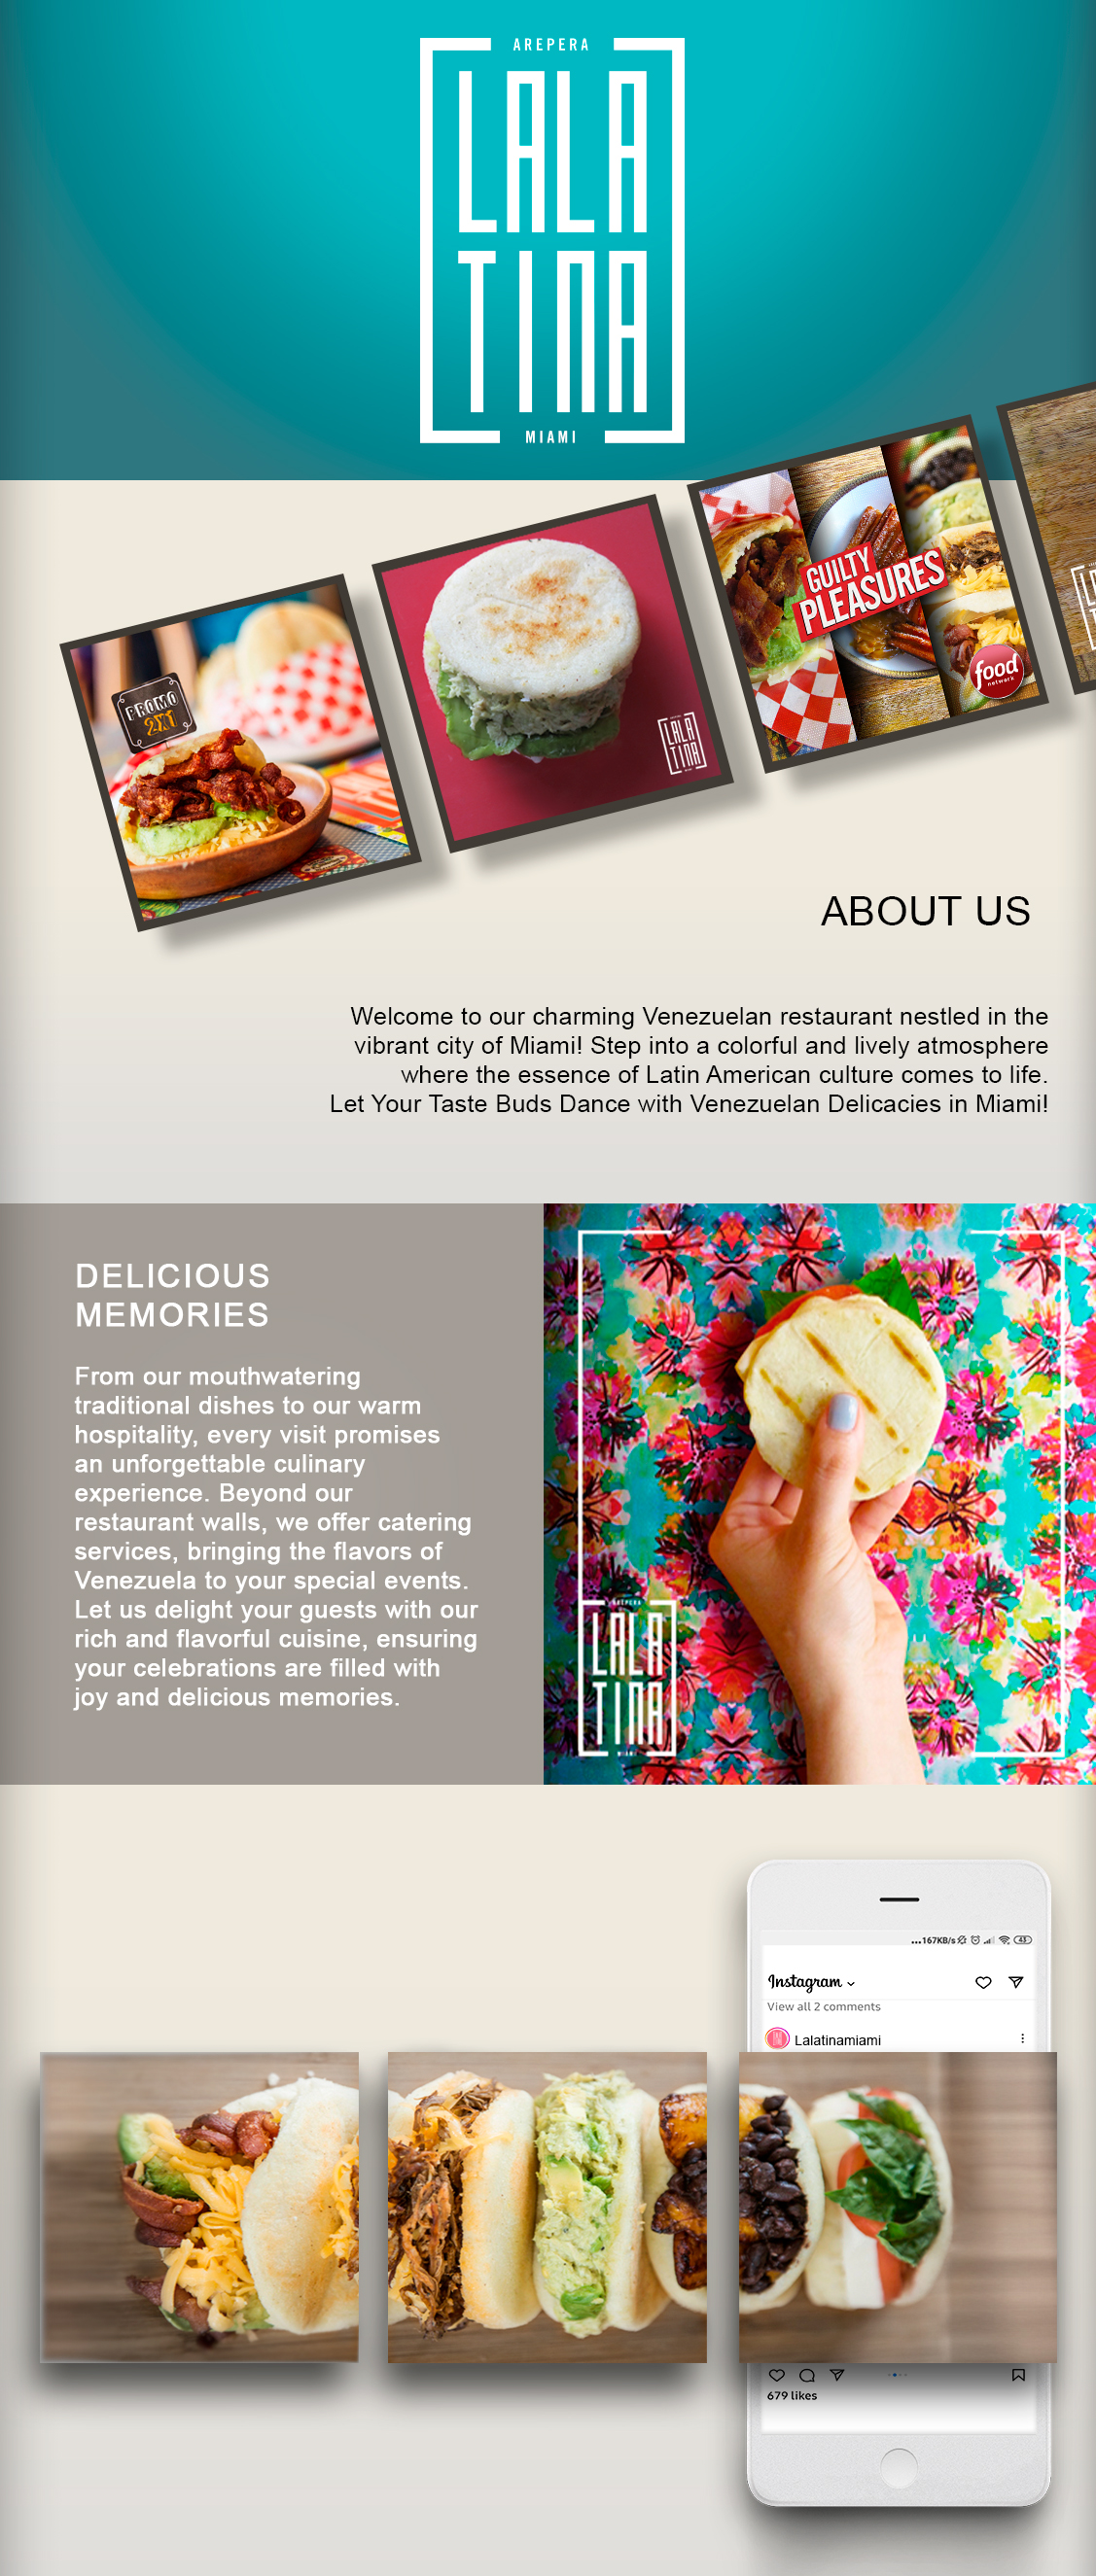 AREPERA
LALA
TINA
MIAMI
GUILTY
PLEASURES
food
network
PROMO
2X1
LALA
TINA
ABOUT US
Welcome to our charming Venezuelan restaurant nestled in the
vibrant city of Miami! Step into a colorful and lively atmosphere
where the essence of Latin American culture comes to life.
Let Your Taste Buds Dance with Venezuelan Delicacies in Miami!
DELICIOUS
MEMORIES
From our mouthwatering
traditional dishes to our warm
hospitality, every visit promises
an unforgettable culinary
experience. Beyond our
restaurant walls, we offer catering
services, bringing the flavors of
Venezuela to your special events.
Let us delight your guests with our
rich and flavorful cuisine, ensuring
your celebrations are filled with
joy and delicious memories.
AREPERA
LALA
TINA
MIAMI
...167KB/s 43
Instagram
View all 2 comments
Lalatinamiami
679 likes